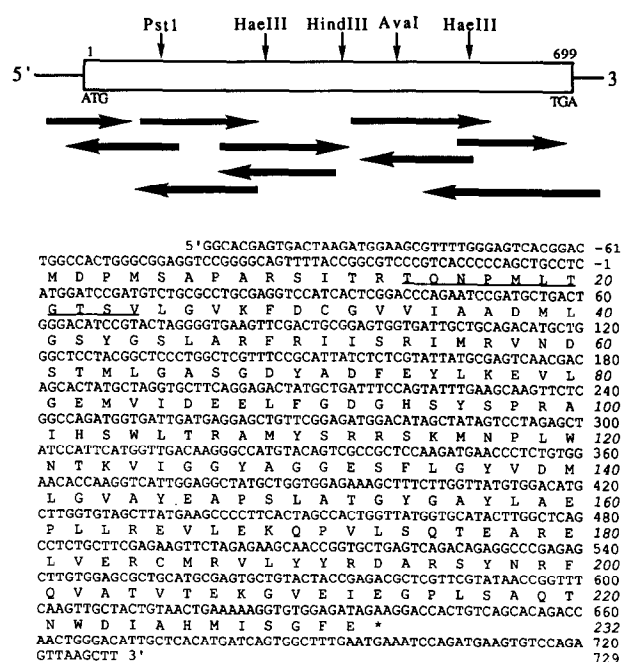 Pst1 HaeIII HindIII AvaI HaeIII
1 699
5' 3
ATG TGA
5'GGCACGAGTGACTAAGATGGAAGCGTTTTGGGAGTCACGGAC -61
TGGCCACTGGGCGGAGGTCCGGGGCAGTTTTACCGGCGTCCCGTCACCCCCAGCTGCCTC -1
M D P M S A P A R S I T R T Q N P M L T 20
ATGGATCCGATGTCTGCGCCTGCGAGGTCCATCACTCGGACCCAGAATCCGATGCTGACT 60
G T S V L G V K F D C G V V I A A D M L 40
GGGACATCCGTACTAGGGGTGAAGTTCGACTGCGGAGTGGTGATTGCTGCAGACATGCTG 120
G S Y G S L A R F R I I S R I M R V N D 60
GGCTCCTACGGCTCCCTGGCTCGTTTCCGCATTATCTCTCGTATTATGCGAGTCAACGAC 180
S T M L G A S G D Y A D F E Y L K E V L 80
AGCACTATGCTAGGTGCTTCAGGAGACTATGCTGATTTCCAGTATTTGAAGCAAGTTCTC 240
G E M V I D E E L F G D G H S Y S P R A 100
GGCCAGATGGTGATTGATGAGGAGCTGTTCGGAGATGGACATAGCTATAGTCCTAGAGCT 300
I H S W L T R A M Y S R R S K M N P L W 120
ATCCATTCATGGTTGACAAGGGCCATGTACAGTCGCCGCTCCAAGATGAACCCTCTGTGG 360
N T K V I G G Y A G G E S F L G Y V D M 140
AACACCAAGGTCATTGGAGGCTATGCTGGTGGAGAAAGCTTTCTTGGTTATGTGGACATG 420
L G V A Y E A P S L A T G Y G A Y L A E 160
CTTGGTGTAGCTTATGAAGCCCCTTCACTAGCCACTGGTTATGGTGCATACTTGGCTCAG 480
P L L R E V L E K Q P V L S Q T E A R E 180
CCTCTGCTTCGAGAAGTTCTAGAGAAGCAACCGGTGCTGAGTCAGACAGAGGCCCGAGAG 540
L V E R C M R V L Y Y R D A R S Y N R F 200
CTTGTGGAGCGCTGCATGCGAGTGCTGTACTACCGAGACGCTCGTTCGTATAACCGGTTT 600
Q V A T V T E K G V E I E G P L S A Q T 220
CAAGTTGCTACTGTAACTGAAAAAGGTGTGGAGATAGAAGGACCACTGTCAGCACAGACC 660
N W D I A H M I S G F E * 232
AACTGGGACATTGCTCACATGATCAGTGGCTTTGAATGAAATCCAGATGAAGTGTCCAGA 720
GTTAAGCTT 3' 729